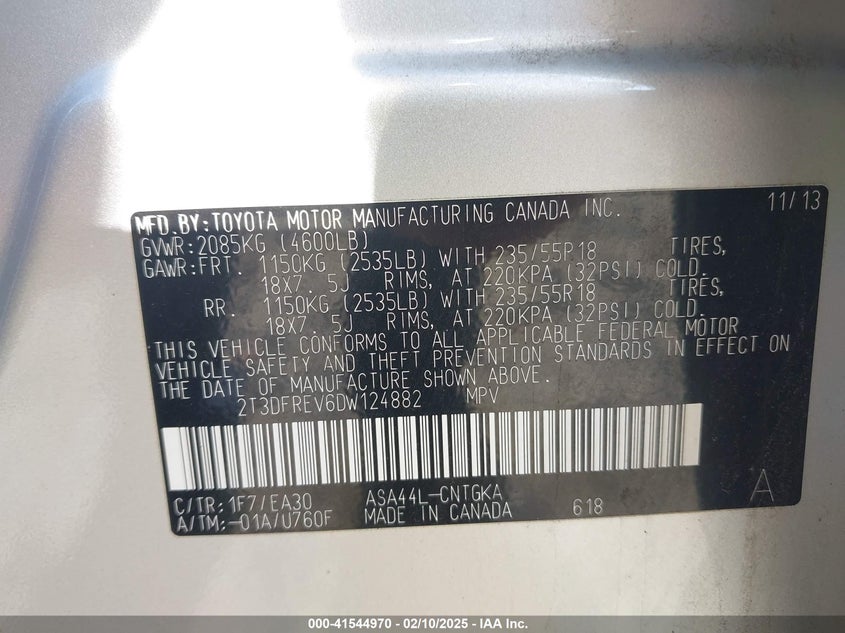 MFD.BY:TOYOTA MOTOR MANUFACTURING CANADA INC. 11/13
GVWR:2085KG (4600LB)
GAWR:FRT. 1150KG (2535LB) WITH 235/55R18 TIRES,
18X7. 5J RIMS, AT 220KPA (32PSI) COLD.
RR. 1150KG (2535LB) WITH 235/55R18 TIRES,
18X7. 5J RIMS, AT 220KPA (32PSI) COLD.
THIS VEHICLE CONFORMS TO ALL APPLICABLE FEDERAL MOTOR
VEHICLE SAFETY AND THEFT PREVENTION STANDARDS IN EFFECT ON
THE DATE OF MANUFACTURE SHOWN ABOVE.
2T3DFREV6DW124882 MPV
C/TR:1F7/EA30 ASA44L-CNTGKA
A/TM:-01A/U760F MADE IN CANADA 618 A
000-41544970 - 02/10/2025 - IAA Inc.